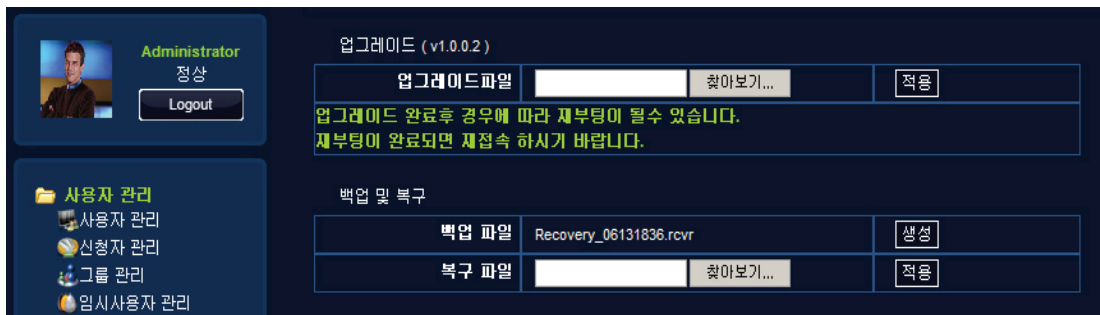 Administrator
정상
Logout
사용자 관리
사용자 관리
신청자 관리
그룹 관리
임시사용자 관리
업그레이드 ( v1.0.0.2 )
업그레이드파일 찾아보기... 적용
업그레이드 완료후 경우에 따라 재부팅이 될수 있습니다.
재부팅이 완료되면 재접속 하시기 바랍니다.
백업 및 복구
백업 파일 Recovery_06131836.rcvr 생성
복구 파일 찾아보기... 적용